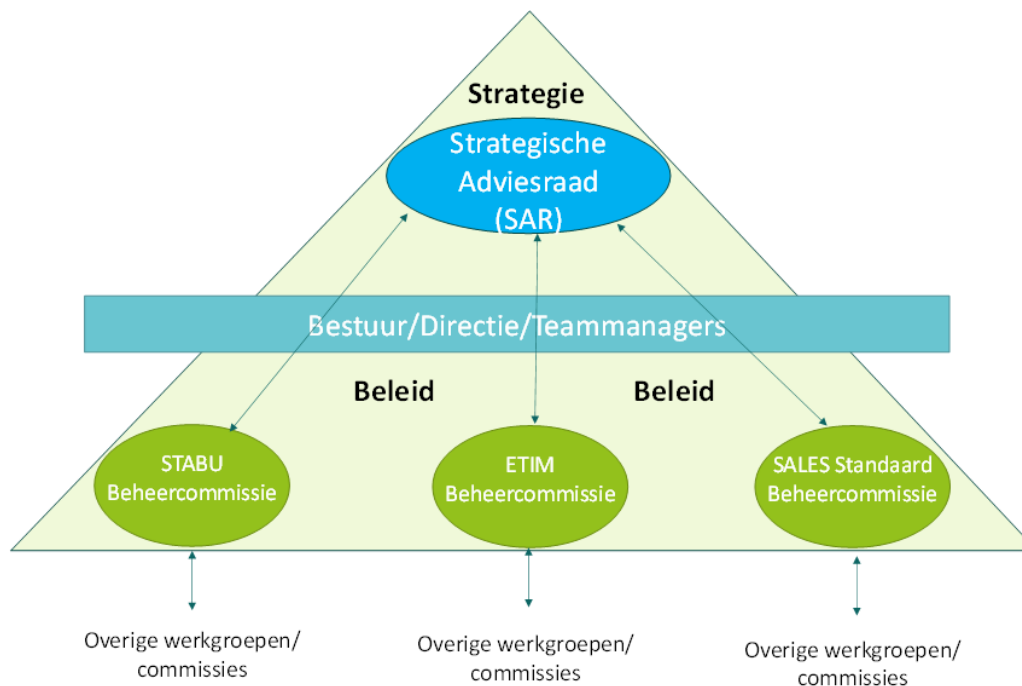 Strategie
Strategische
Adviesraad
(SAR)
Bestuur/Directie/Teammanagers
Beleid
Beleid
STABU
Beheercommissie
ETIM
Beheercommissie
SALES Standaard
Beheercommissie
Overige werkgroepen/
commissies
Overige werkgroepen/
commissies
Overige werkgroepen/
commissies